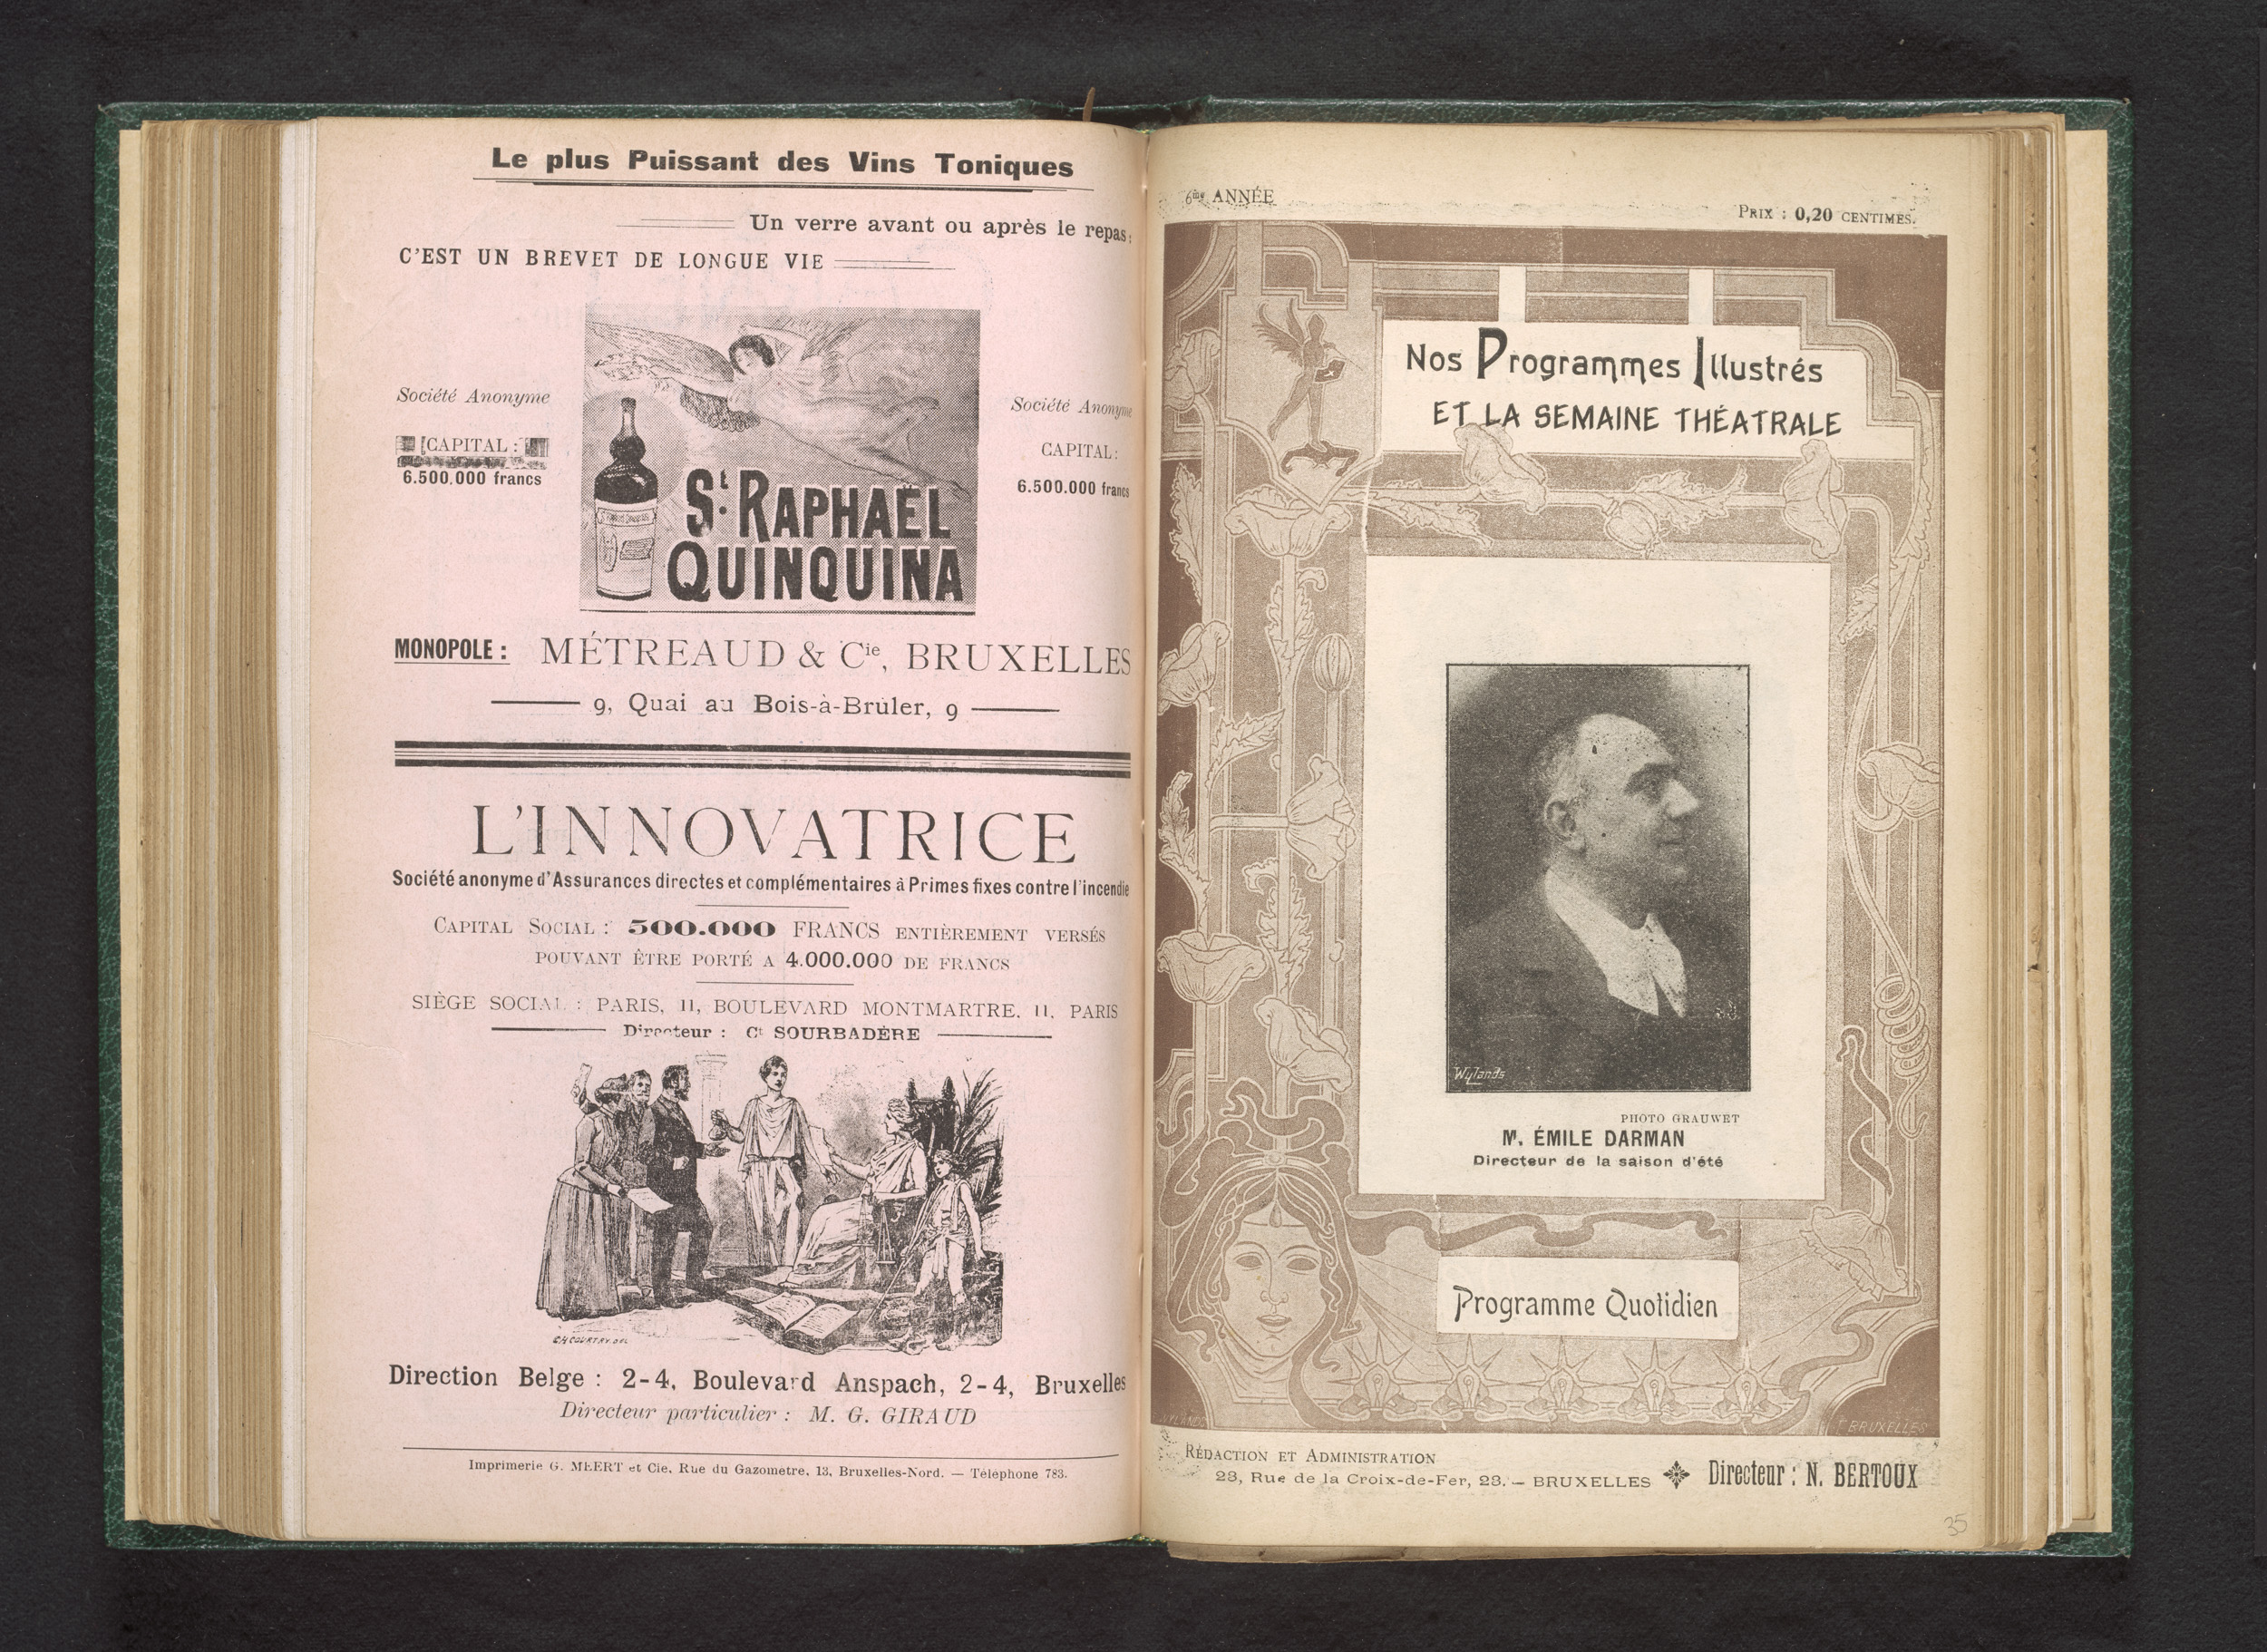 Le plus Puissant des Vins Toniques
Un verre avant ou après le repas:
C'EST UN BREVET DE LONGUE VIE
Société Anonyme
CAPITAL :
6.500.000 francs
Société Anonyme
CAPITAL:
6.500.000 francs
St. RAPHAËL
QUINQUINA
MONOPOLE : MÉTREAUD & Cie, BRUXELLES
9, Quai au Bois-à-Brûler, 9
L'INNOVATRICE
Société anonyme d'Assurances directes et complémentaires à Primes fixes contre l'incendie
CAPITAL SOCIAL : 500.000 FRANCS ENTIÈREMENT VERSÉS
POUVANT ÊTRE PORTÉ A 4.000.000 DE FRANCS
SIÈGE SOCIAL : PARIS, 11, BOULEVARD MONTMARTRE, 11, PARIS
Directeur : Ct SOURBADÈRE
CH COURTRY. DEL
Direction Belge : 2-4, Boulevard Anspach, 2-4, Bruxelles
Directeur particulier : M. G. GIRAUD
Imprimerie G. MEERT et Cie, Rue du Gazomètre, 13, Bruxelles-Nord. — Téléphone 783.
6me ANNÉE
PRIX : 0,20 CENTIMES.
Nos Programmes Illustrés
ET LA SEMAINE THÉATRALE
Wylands
PHOTO GRAUWET
Mr. ÉMILE DARMAN
Directeur de la saison d'été
Programme Quotidien
WYLANDS
BRUXELLES
RÉDACTION ET ADMINISTRATION
23, Rue de la Croix-de-Fer, 23. — BRUXELLES
Directeur : N. BERTOUX
35